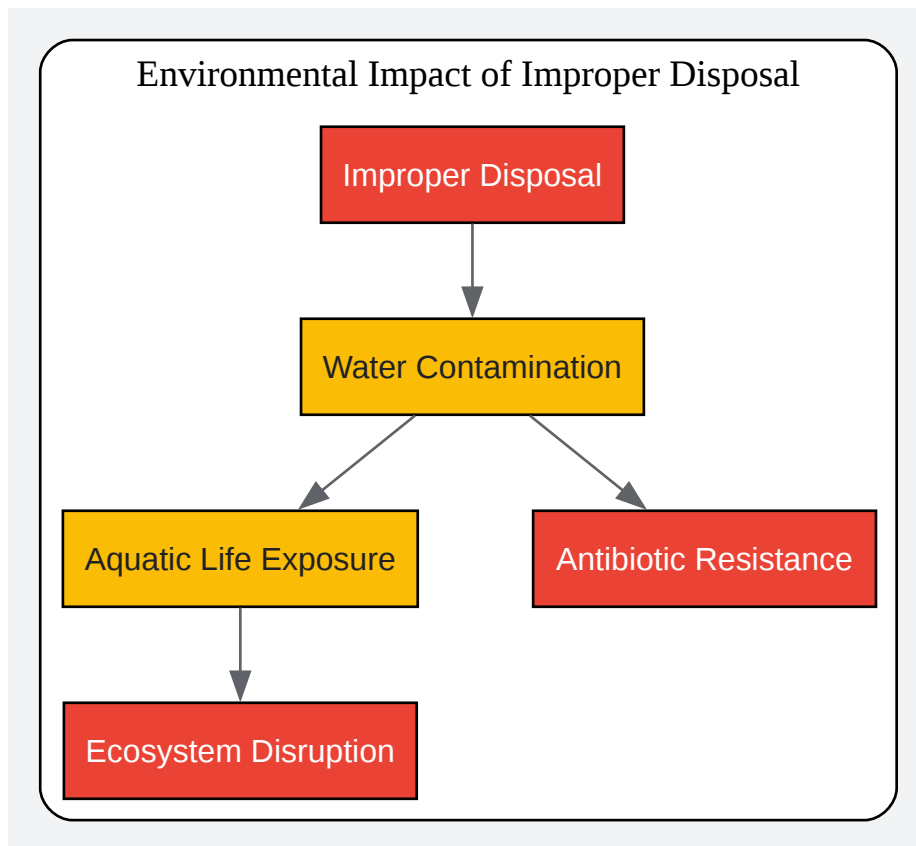 Environmental Impact of Improper Disposal
Improper Disposal
Water Contamination
Aquatic Life Exposure
Antibiotic Resistance
Ecosystem Disruption